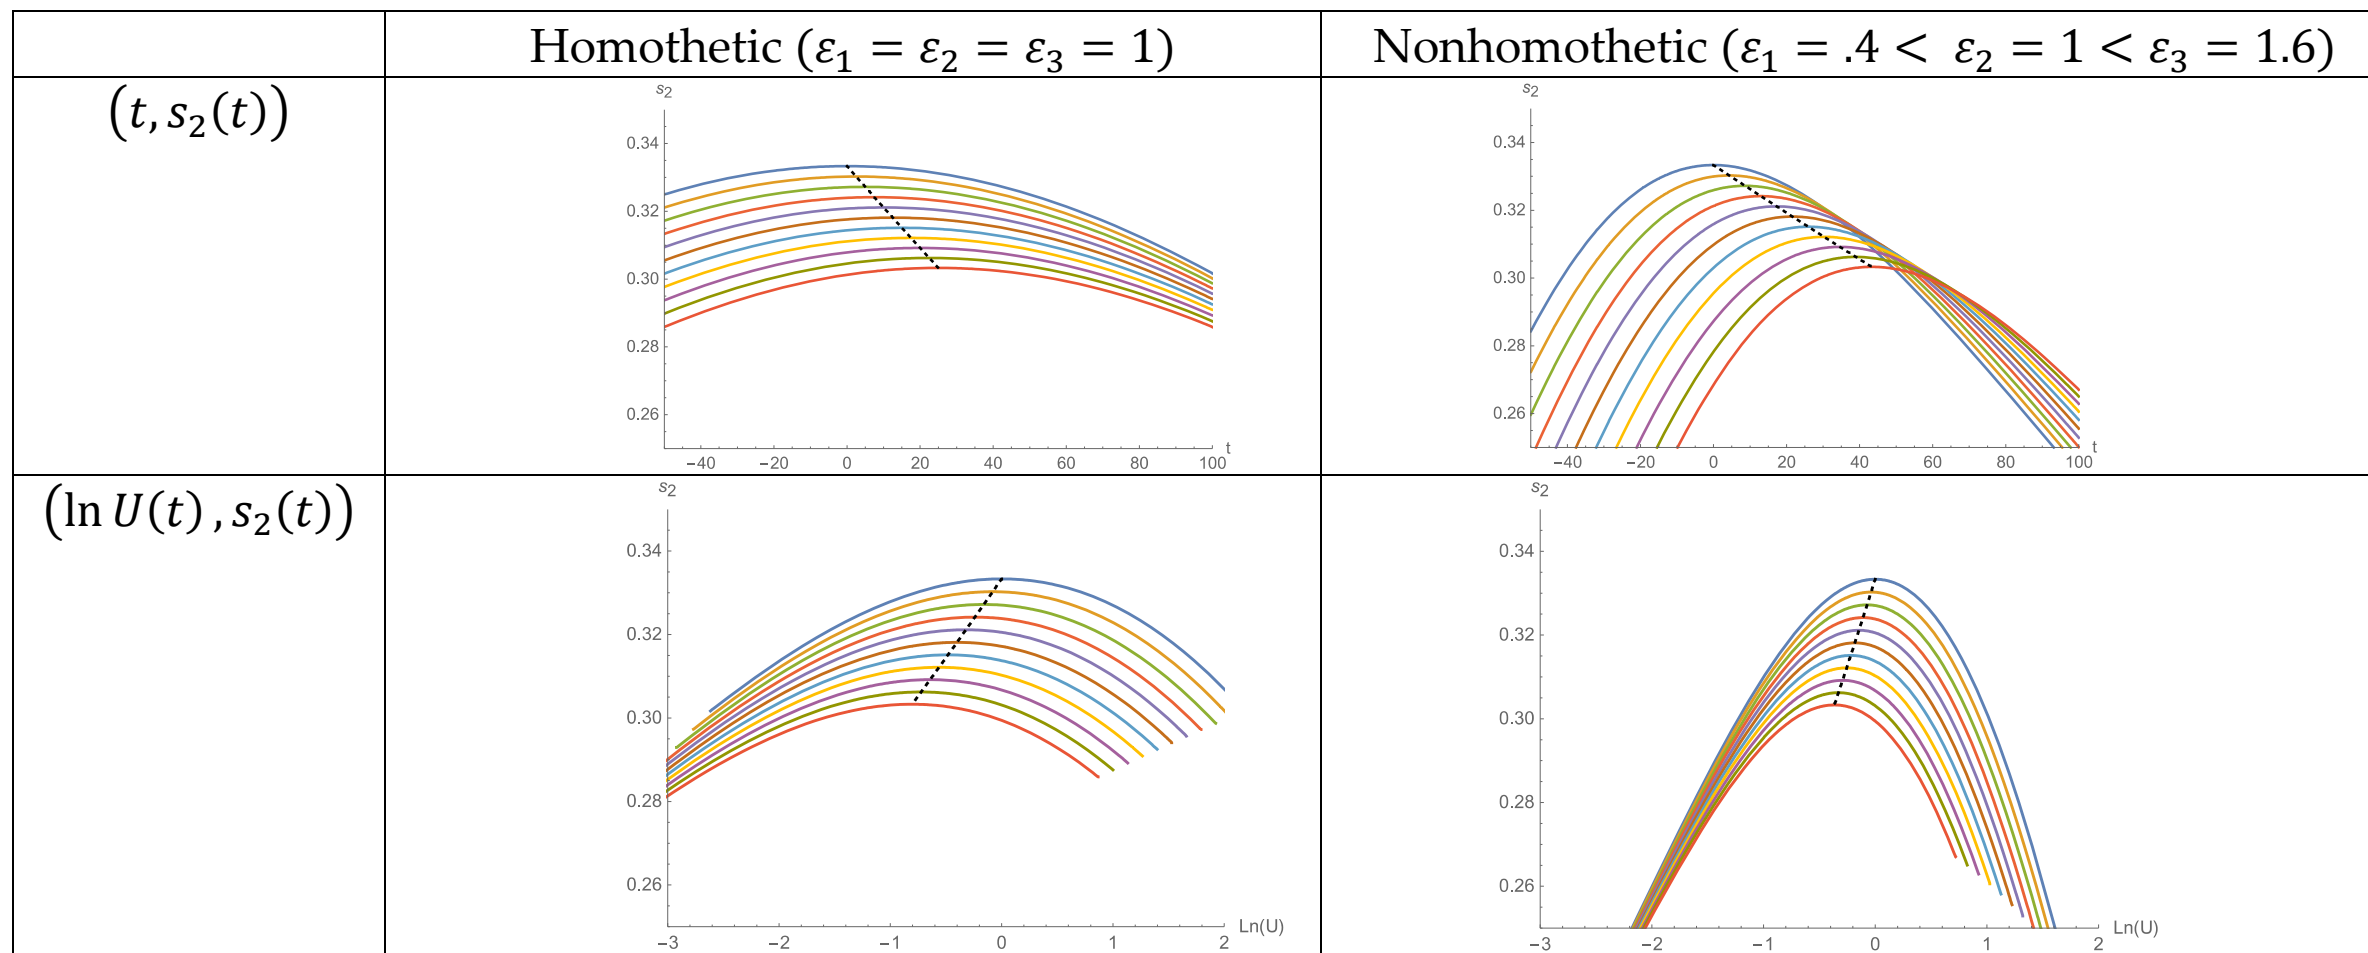 Homothetic (ε₁ = ε₂ = ε₃ = 1)
Nonhomothetic (ε₁ = .4 < ε₂ = 1 < ε₃ = 1.6)
(t, s₂(t))
s₂
0.34
0.32
0.30
0.28
0.26
−40 −20 0 20 40 60 80 100 t
s₂
0.34
0.32
0.30
0.28
0.26
−40 −20 0 20 40 60 80 100 t
(ln U(t) , s₂(t))
s₂
0.34
0.32
0.30
0.28
0.26
−3 −2 −1 0 1 2 Ln(U)
s₂
0.34
0.32
0.30
0.28
0.26
−3 −2 −1 0 1 2 Ln(U)